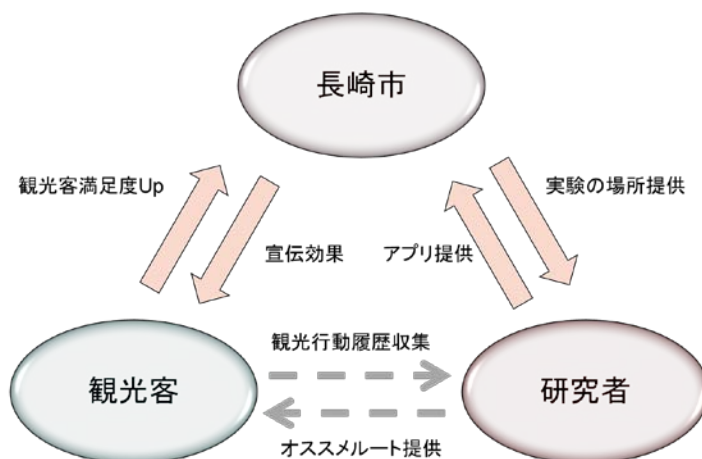 長崎市
観光客満足度Up
実験の場所提供
宣伝効果
アプリ提供
観光行動履歴収集
観光客
研究者
オススメルート提供